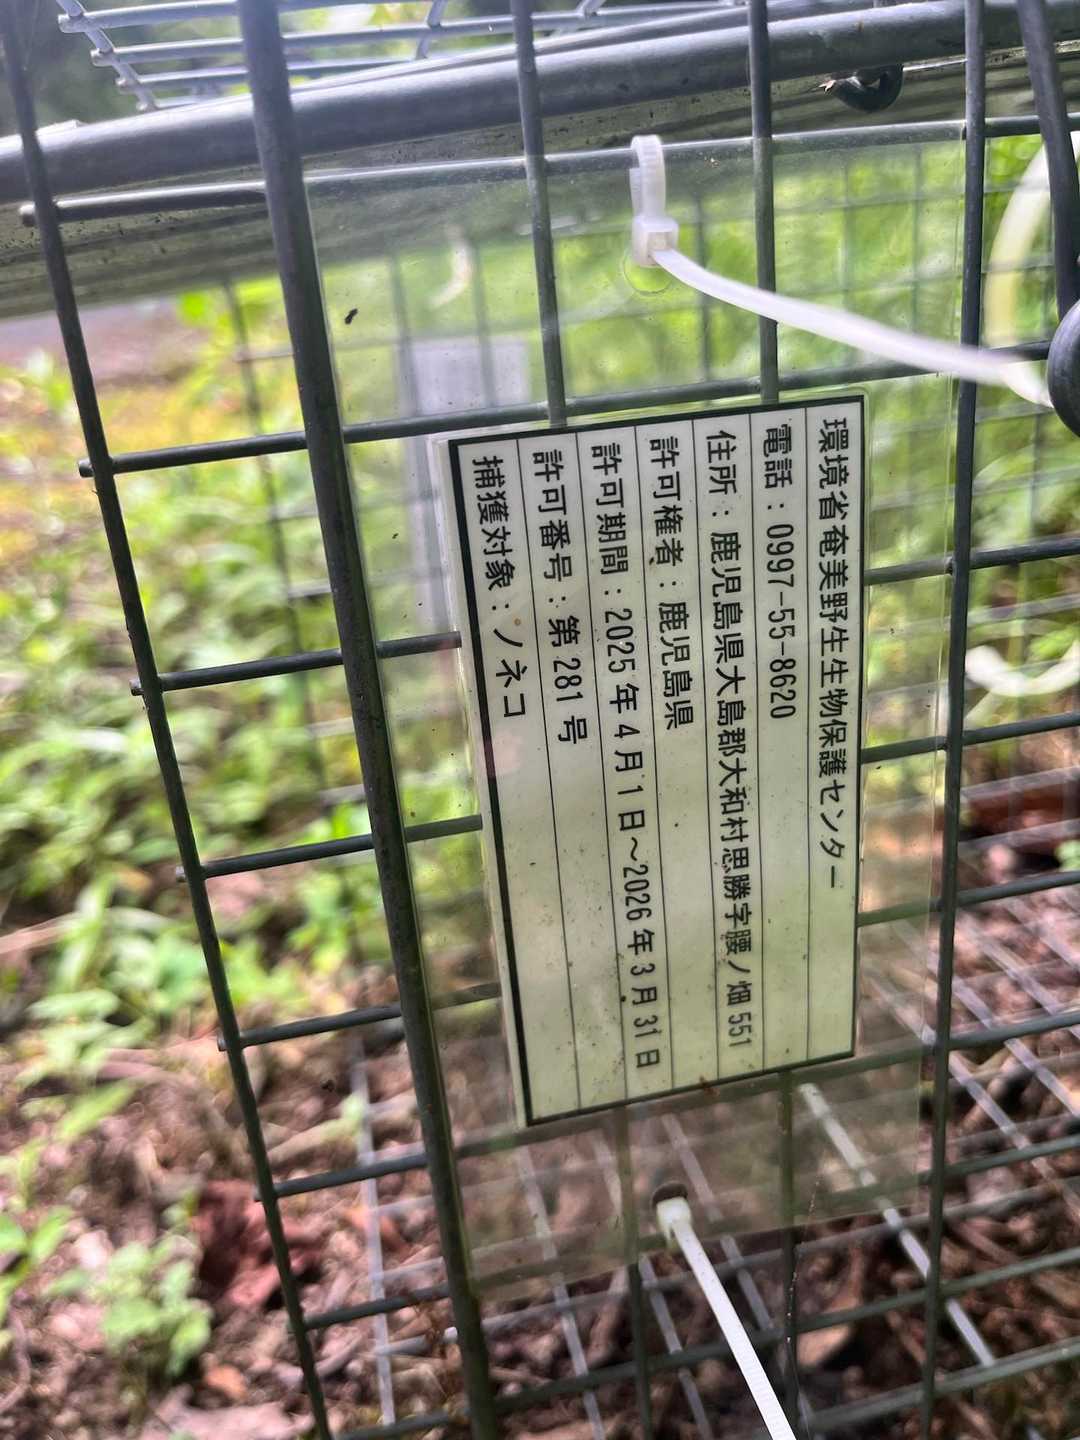 環境省奄美野生生物保護センター
電話：0997-55-8620
住所：鹿児島県大島郡大和村思勝字腰ノ畑551
許可権者：鹿児島県
許可期間：2025年4月1日～2026年3月31日
許可番号：第281号
捕獲対象：ノネコ